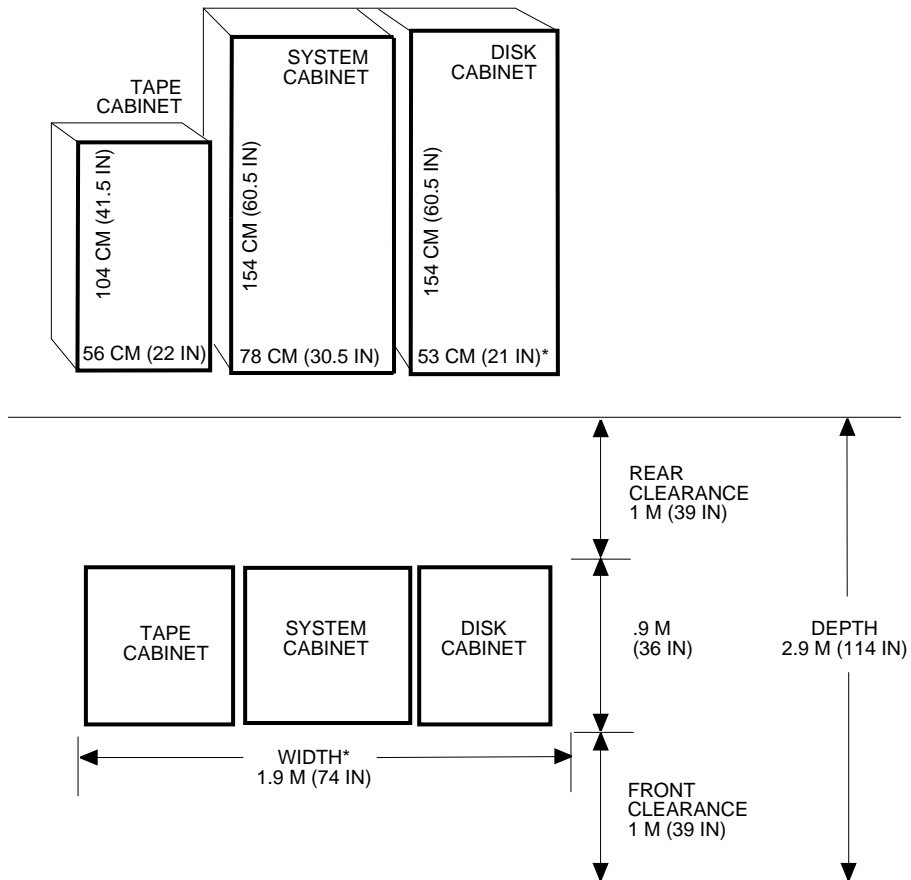 SYSTEM
CABINET
DISK
CABINET
TAPE
CABINET
104 CM (41.5 IN)
154 CM (60.5 IN)
154 CM (60.5 IN)
56 CM (22 IN)
78 CM (30.5 IN)
53 CM (21 IN)*
REAR
CLEARANCE
1 M (39 IN)
TAPE
CABINET
SYSTEM
CABINET
DISK
CABINET
.9 M
(36 IN)
DEPTH
2.9 M (114 IN)
WIDTH*
1.9 M (74 IN)
FRONT
CLEARANCE
1 M (39 IN)